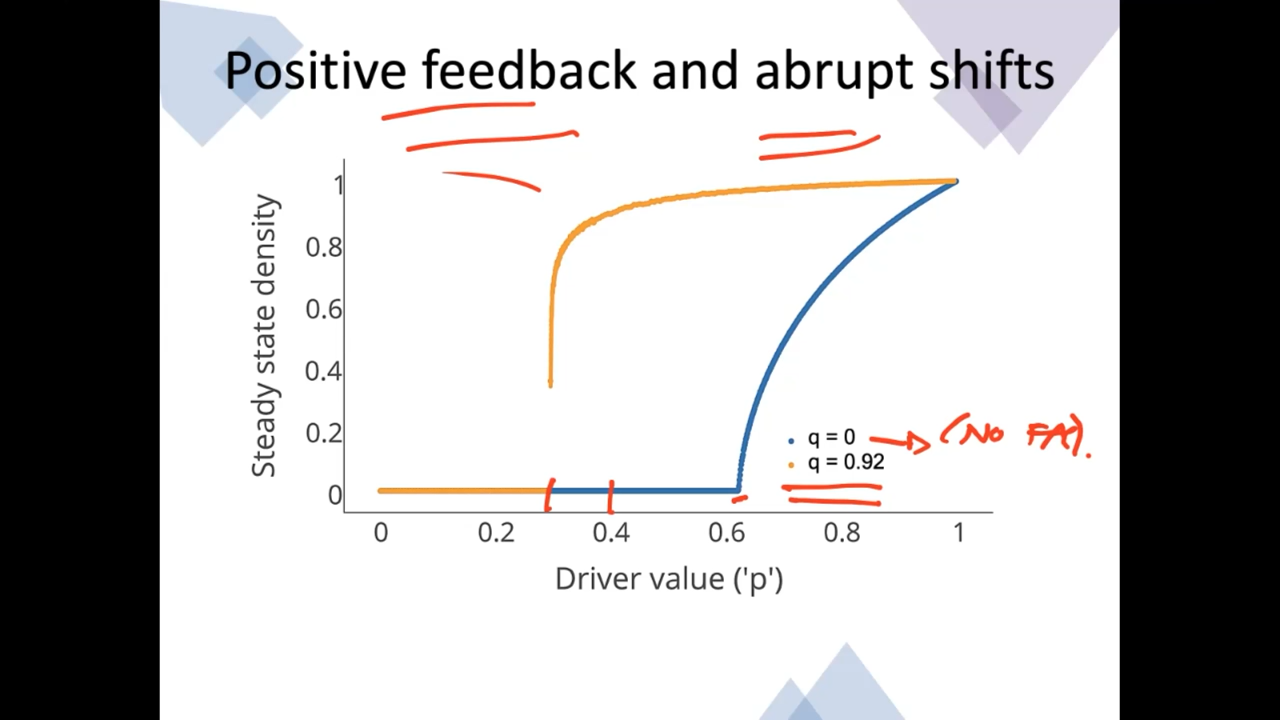 Positive feedback and abrupt shifts
Steady state density
1
0.8
0.6
0.4
0.2
0
q = 0
(No FA).
q = 0.92
0 0.2 0.4 0.6 0.8 1
Driver value ('p')